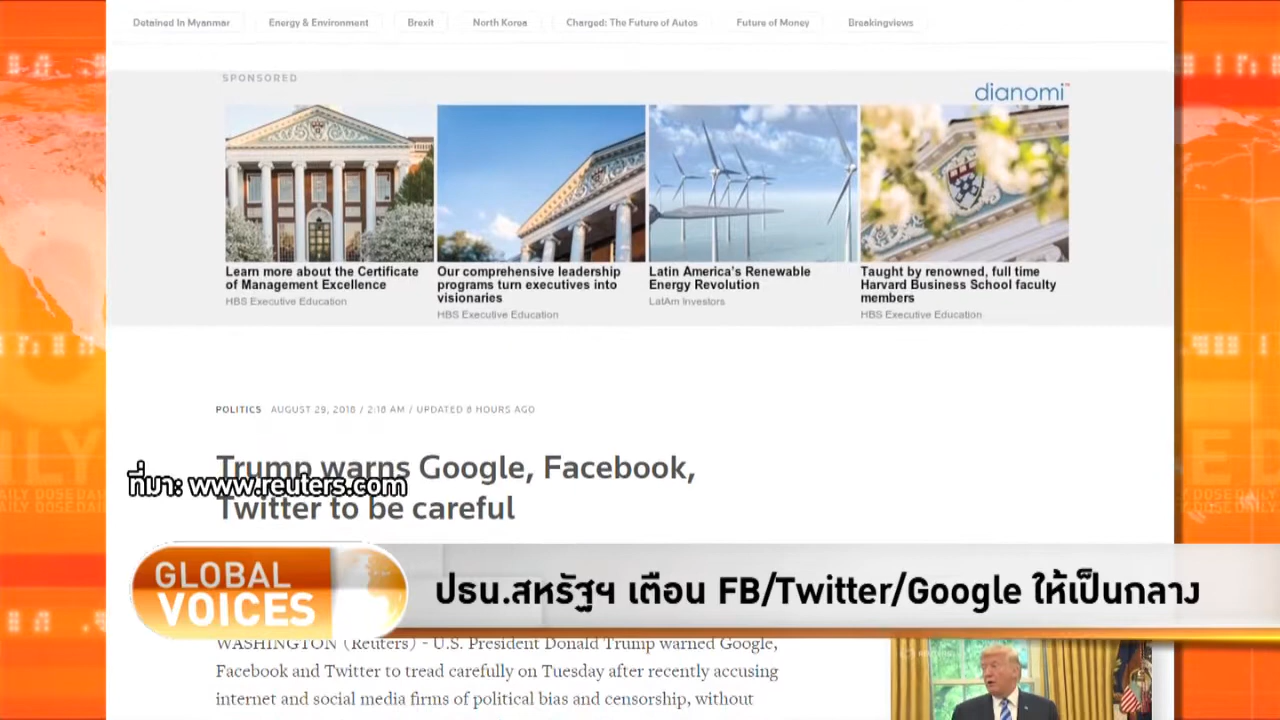 Detained In Myanmar Energy & Environment Brexit North Korea Charged: The Future of Autos Future of Money Breakingviews
SPONSORED
dianomi™
Learn more about the Certificate
of Management Excellence
HBS Executive Education
Our comprehensive leadership
programs turn executives into
visionaries
HBS Executive Education
Latin America's Renewable
Energy Revolution
LatAm Investors
Taught by renowned, full time
Harvard Business School faculty
members
HBS Executive Education
POLITICS AUGUST 29, 2018 / 2:18 AM / UPDATED 8 HOURS AGO
Trump warns Google, Facebook,
Twitter to be careful
ที่มา: www.reuters.com
GLOBAL
VOICES
ปธน.สหรัฐฯ เตือน FB/Twitter/Google ให้เป็นกลาง
WASHINGTON (Reuters) - U.S. President Donald Trump warned Google,
Facebook and Twitter to tread carefully on Tuesday after recently accusing
internet and social media firms of political bias and censorship, without